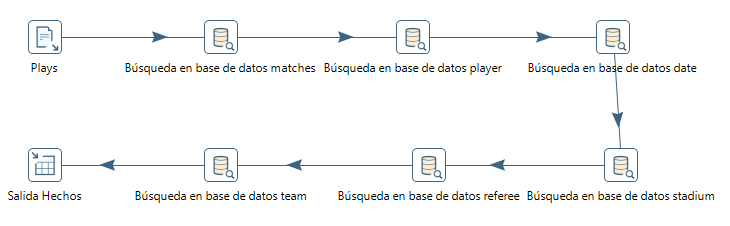 Plays
Búsqueda en base de datos matches
Búsqueda en base de datos player
Búsqueda en base de datos date
Salida Hechos
Búsqueda en base de datos team
Búsqueda en base de datos referee
Búsqueda en base de datos stadium